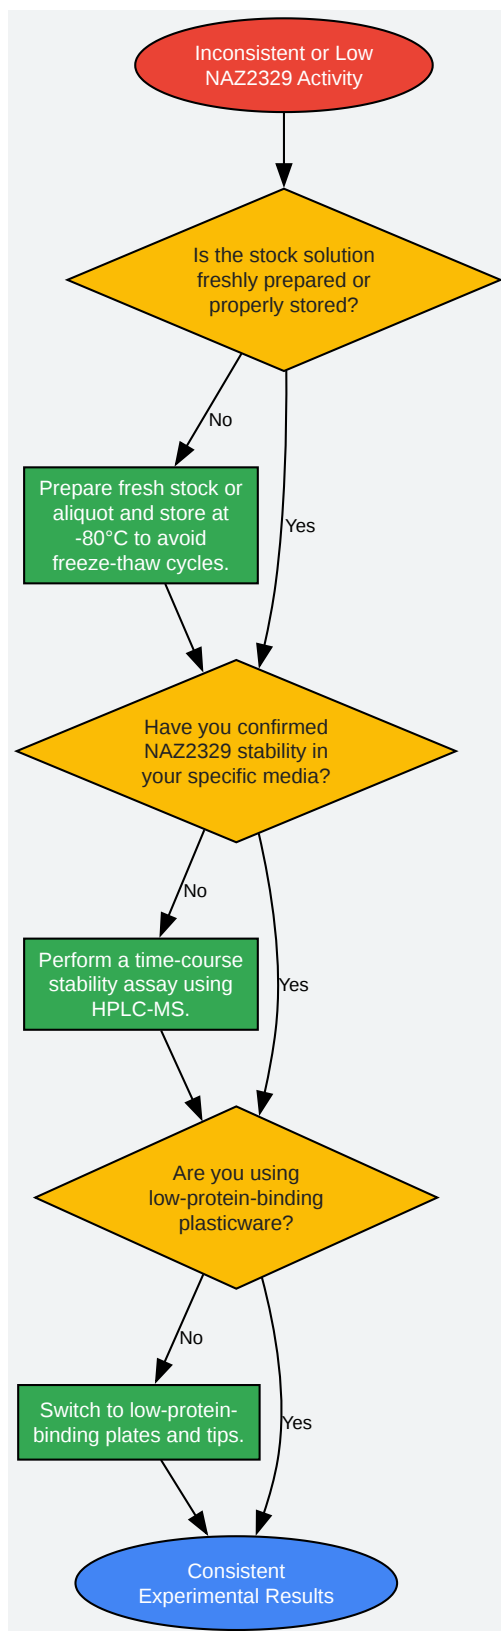 Inconsistent or Low
NAZ2329 Activity
Is the stock solution
freshly prepared or
properly stored?
No
Prepare fresh stock or
aliquot and store at
-80°C to avoid
freeze-thaw cycles.
Yes
Have you confirmed
NAZ2329 stability in
your specific media?
No
Perform a time-course
stability assay using
HPLC-MS.
Yes
Are you using
low-protein-binding
plasticware?
No
Switch to low-protein-
binding plates and tips.
Yes
Consistent
Experimental Results